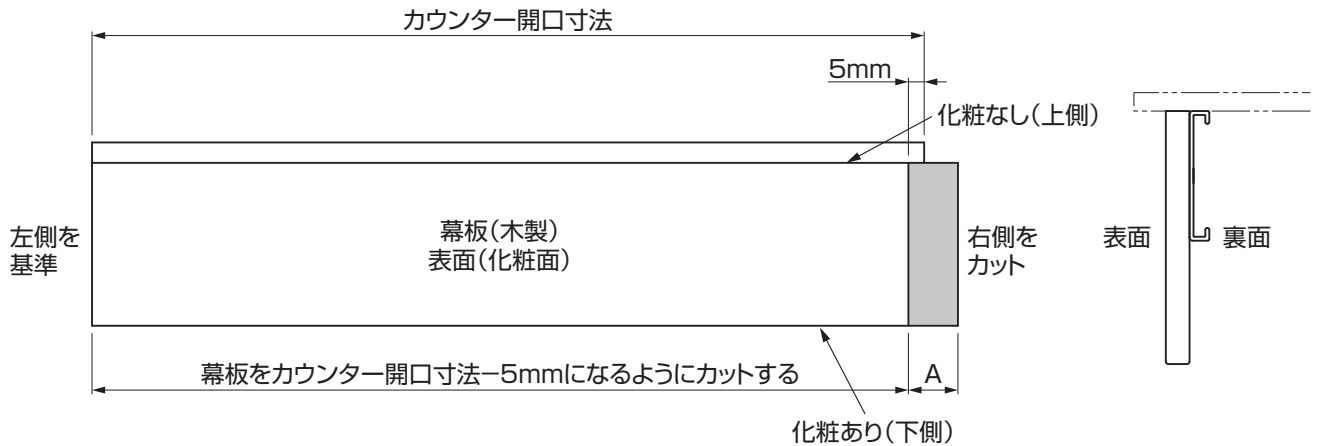 カウンター開口寸法
5mm
化粧なし（上側）
左側を
基準
幕板（木製）
表面（化粧面）
右側を
カット
表面
裏面
幕板をカウンター開口寸法−5mmになるようにカットする
A
化粧あり（下側）